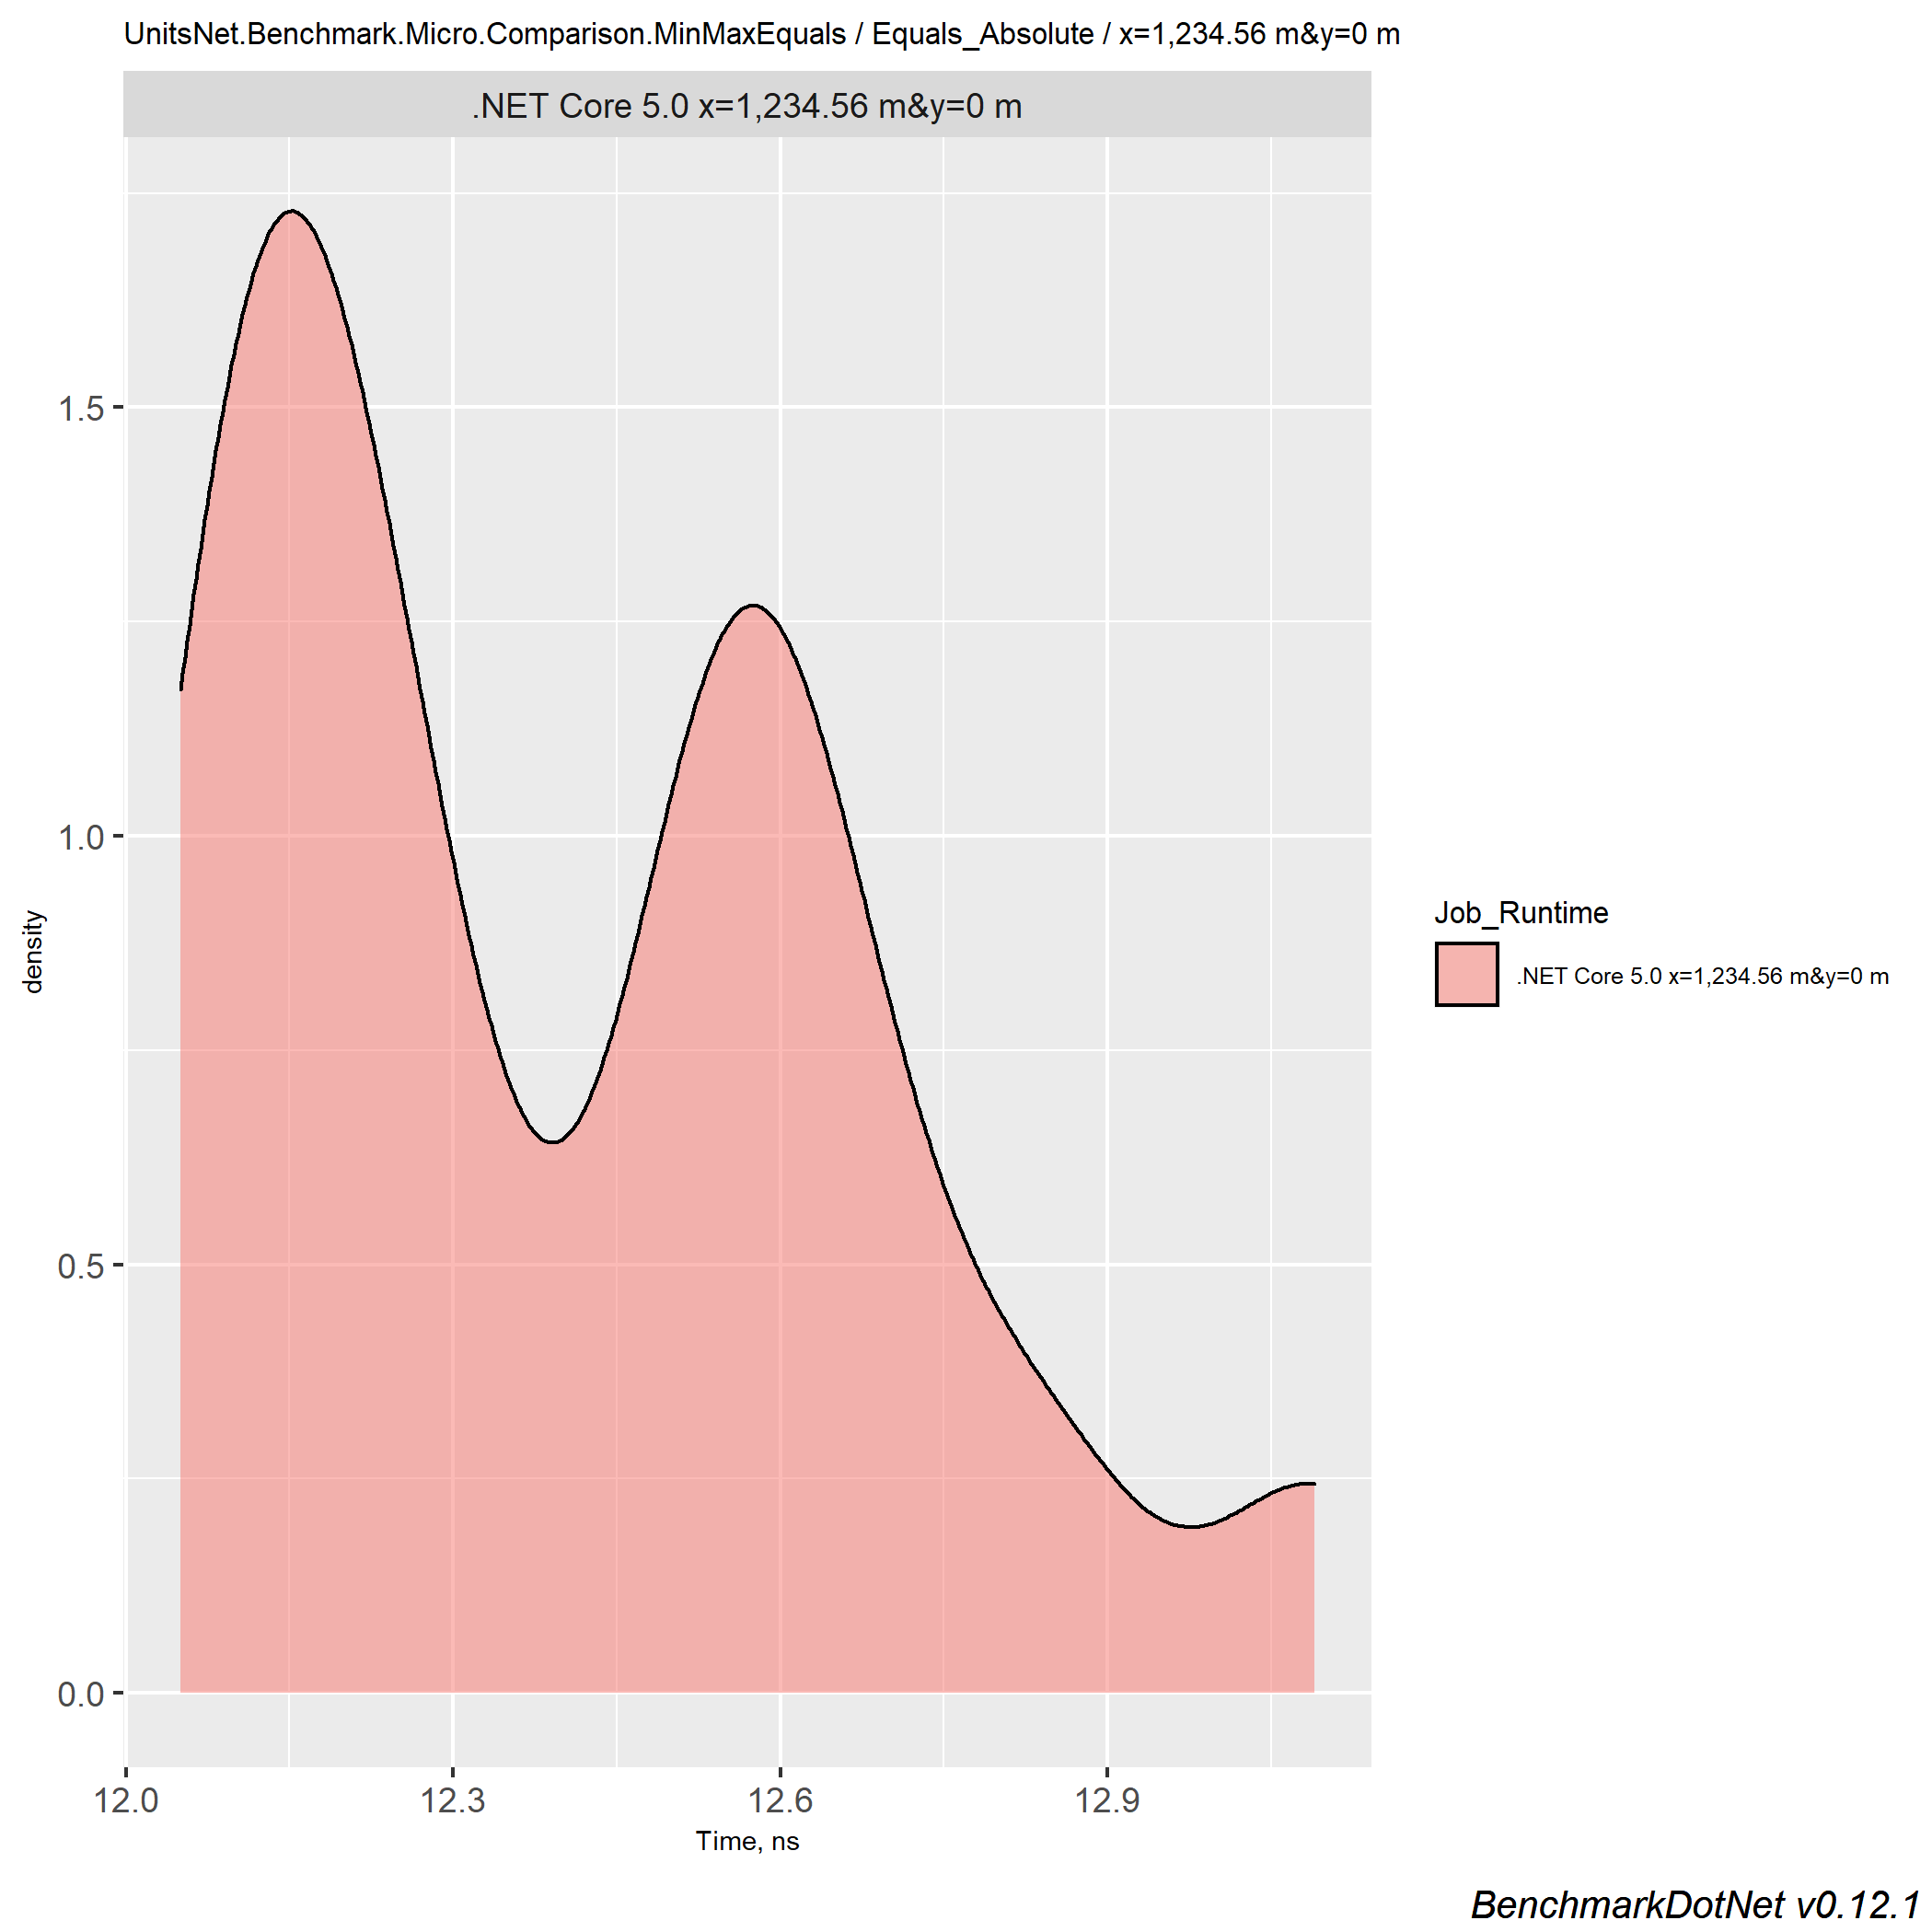 UnitsNet.Benchmark.Micro.Comparison.MinMaxEquals / Equals_Absolute / x=1,234.56 m&y=0 m
.NET Core 5.0 x=1,234.56 m&y=0 m
1.5
1.0
0.5
0.0
density
12.0 12.3 12.6 12.9
Time, ns
Job_Runtime
.NET Core 5.0 x=1,234.56 m&y=0 m
BenchmarkDotNet v0.12.1